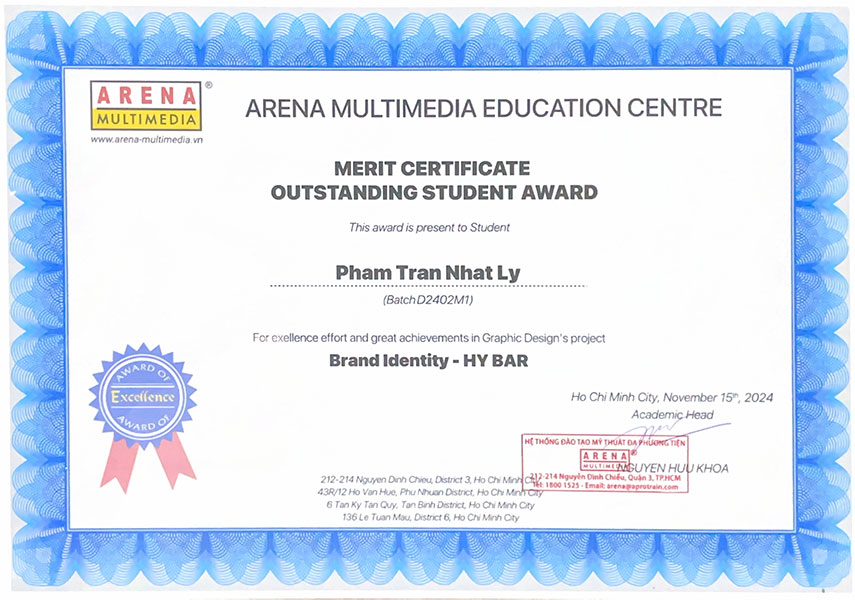 ARENA ®
MULTIMEDIA
www.arena-multimedia.vn
ARENA MULTIMEDIA EDUCATION CENTRE
MERIT CERTIFICATE
OUTSTANDING STUDENT AWARD
This award is present to Student
Pham Tran Nhat Ly
(Batch D2402M1)
For exellence effort and great achievements in Graphic Design's project
Brand Identity - HY BAR
AWARD OF
Excellence
AWARD OF
Ho Chi Minh City, November 15th, 2024
Academic Head
HỆ THỐNG ĐÀO TẠO MỸ THUẬT ĐA PHƯƠNG TIỆN
ARENA ®
MULTIMEDIA
NGUYEN HUU KHOA
212-214 Nguyễn Đình Chiểu, Quận 3, TP.HCM
Tel: 1800 1525 - Email: arena@aprotrain.com
212-214 Nguyen Dinh Chieu, District 3, Ho Chi Minh City
43R/12 Ho Van Hue, Phu Nhuan District, Ho Chi Minh City
6 Tan Ky Tan Quy, Tan Binh District, Ho Chi Minh City
136 Le Tuan Mau, District 6, Ho Chi Minh City